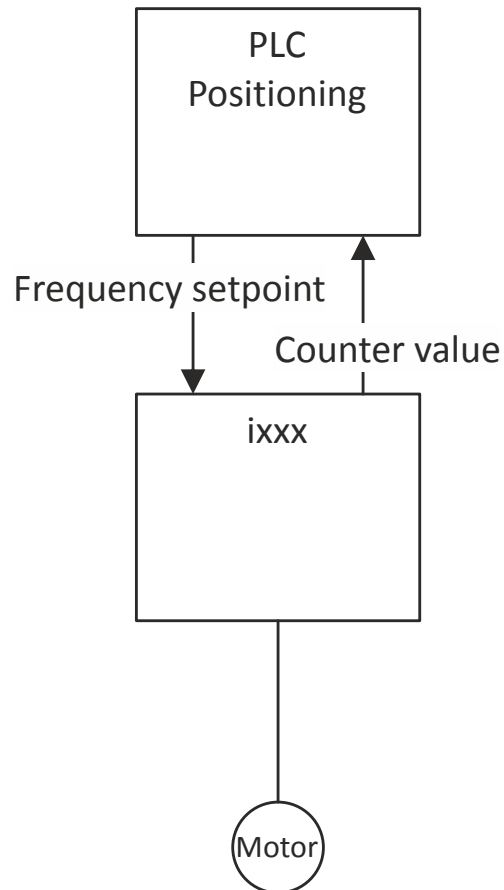 PLC
Positioning
Frequency setpoint
Counter value
ixxx
Motor